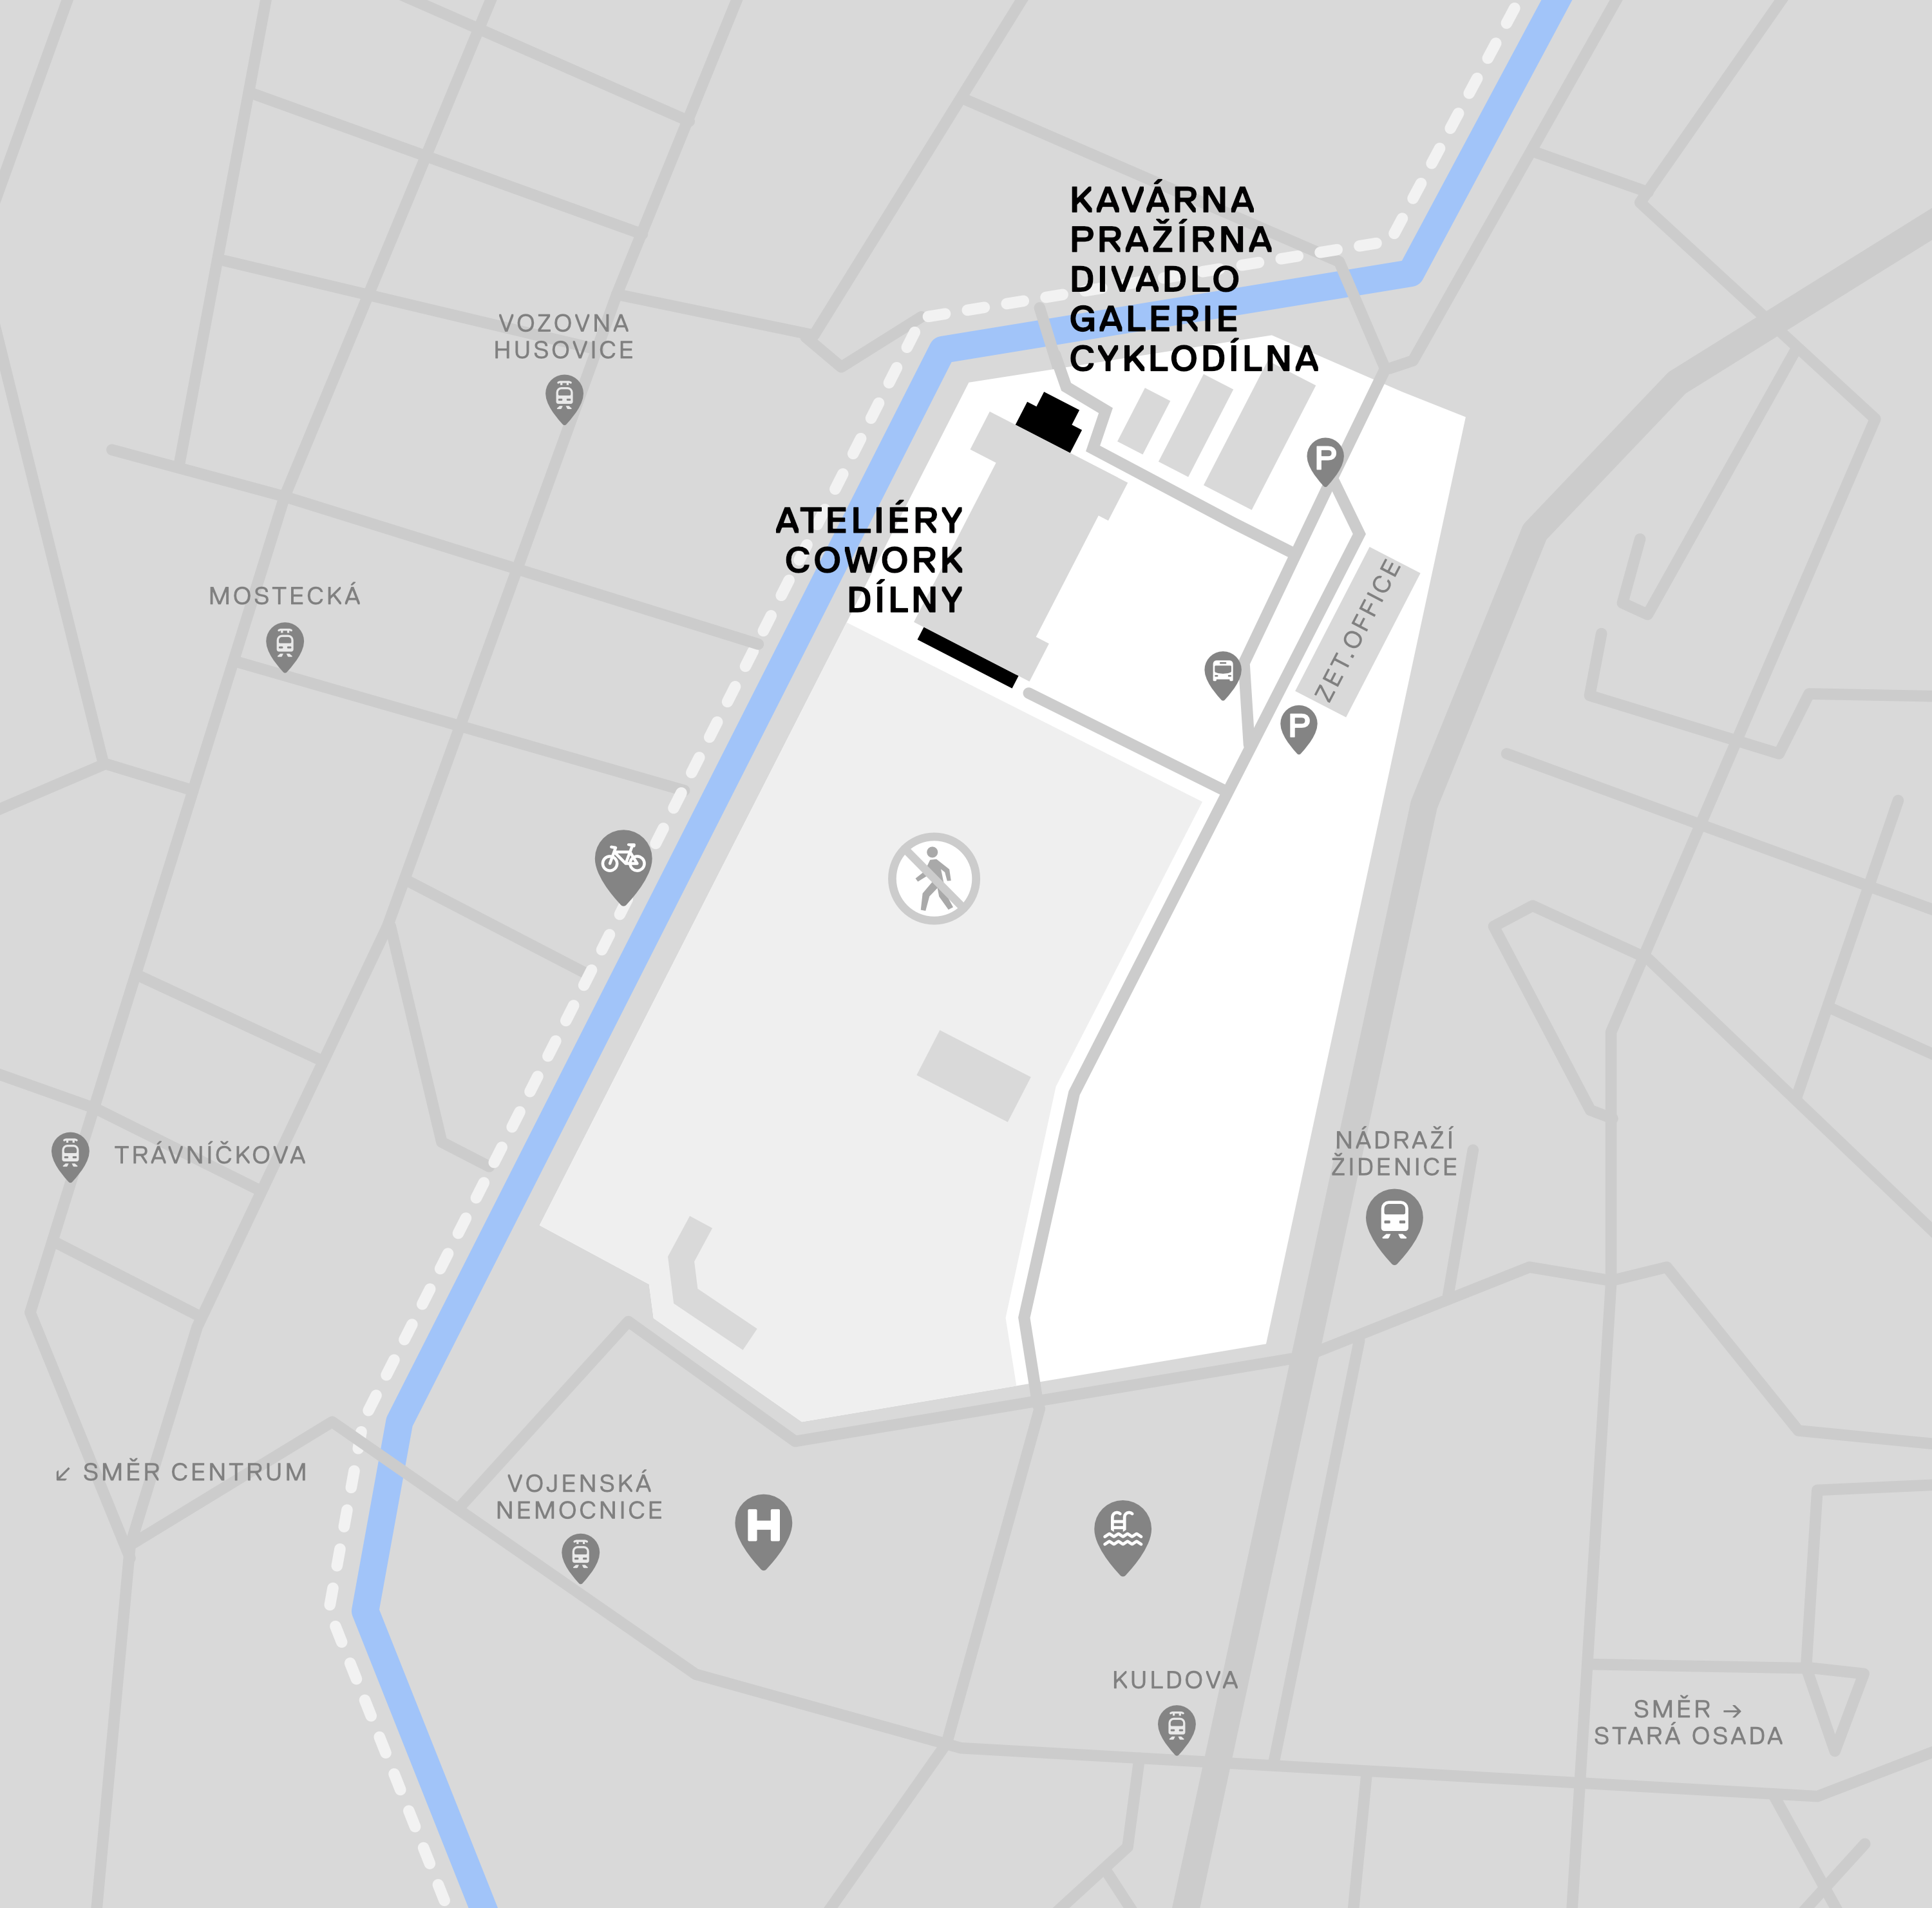 KAVÁRNA
PRAŽÍRNA
DIVADLO
GALERIE
CYKLODÍLNA
VOZOVNA
HUSOVICE
P
ATELIÉRY
COWORK
DÍLNY
MOSTECKÁ
ZET.OFFICE
P
NÁDRAŽÍ
ŽIDENICE
TRÁVNÍČKOVA
↙ SMĚR CENTRUM
VOJENSKÁ
NEMOCNICE
H
KULDOVA
SMĚR →
STARÁ OSADA